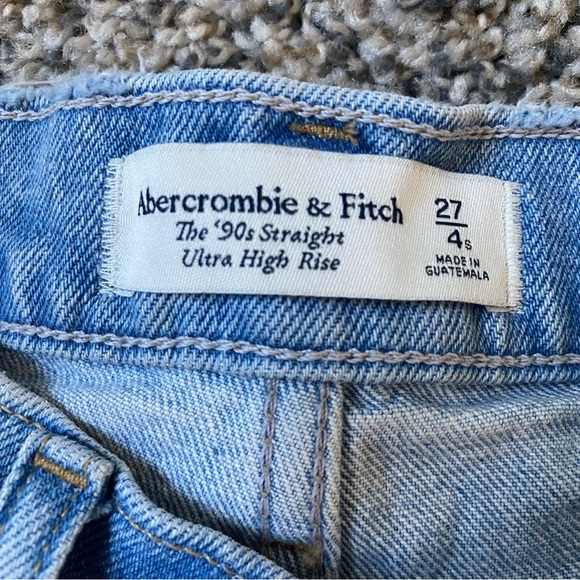 Abercrombie & Fitch
The '90s Straight
Ultra High Rise
27
4s
MADE IN
GUATEMALA